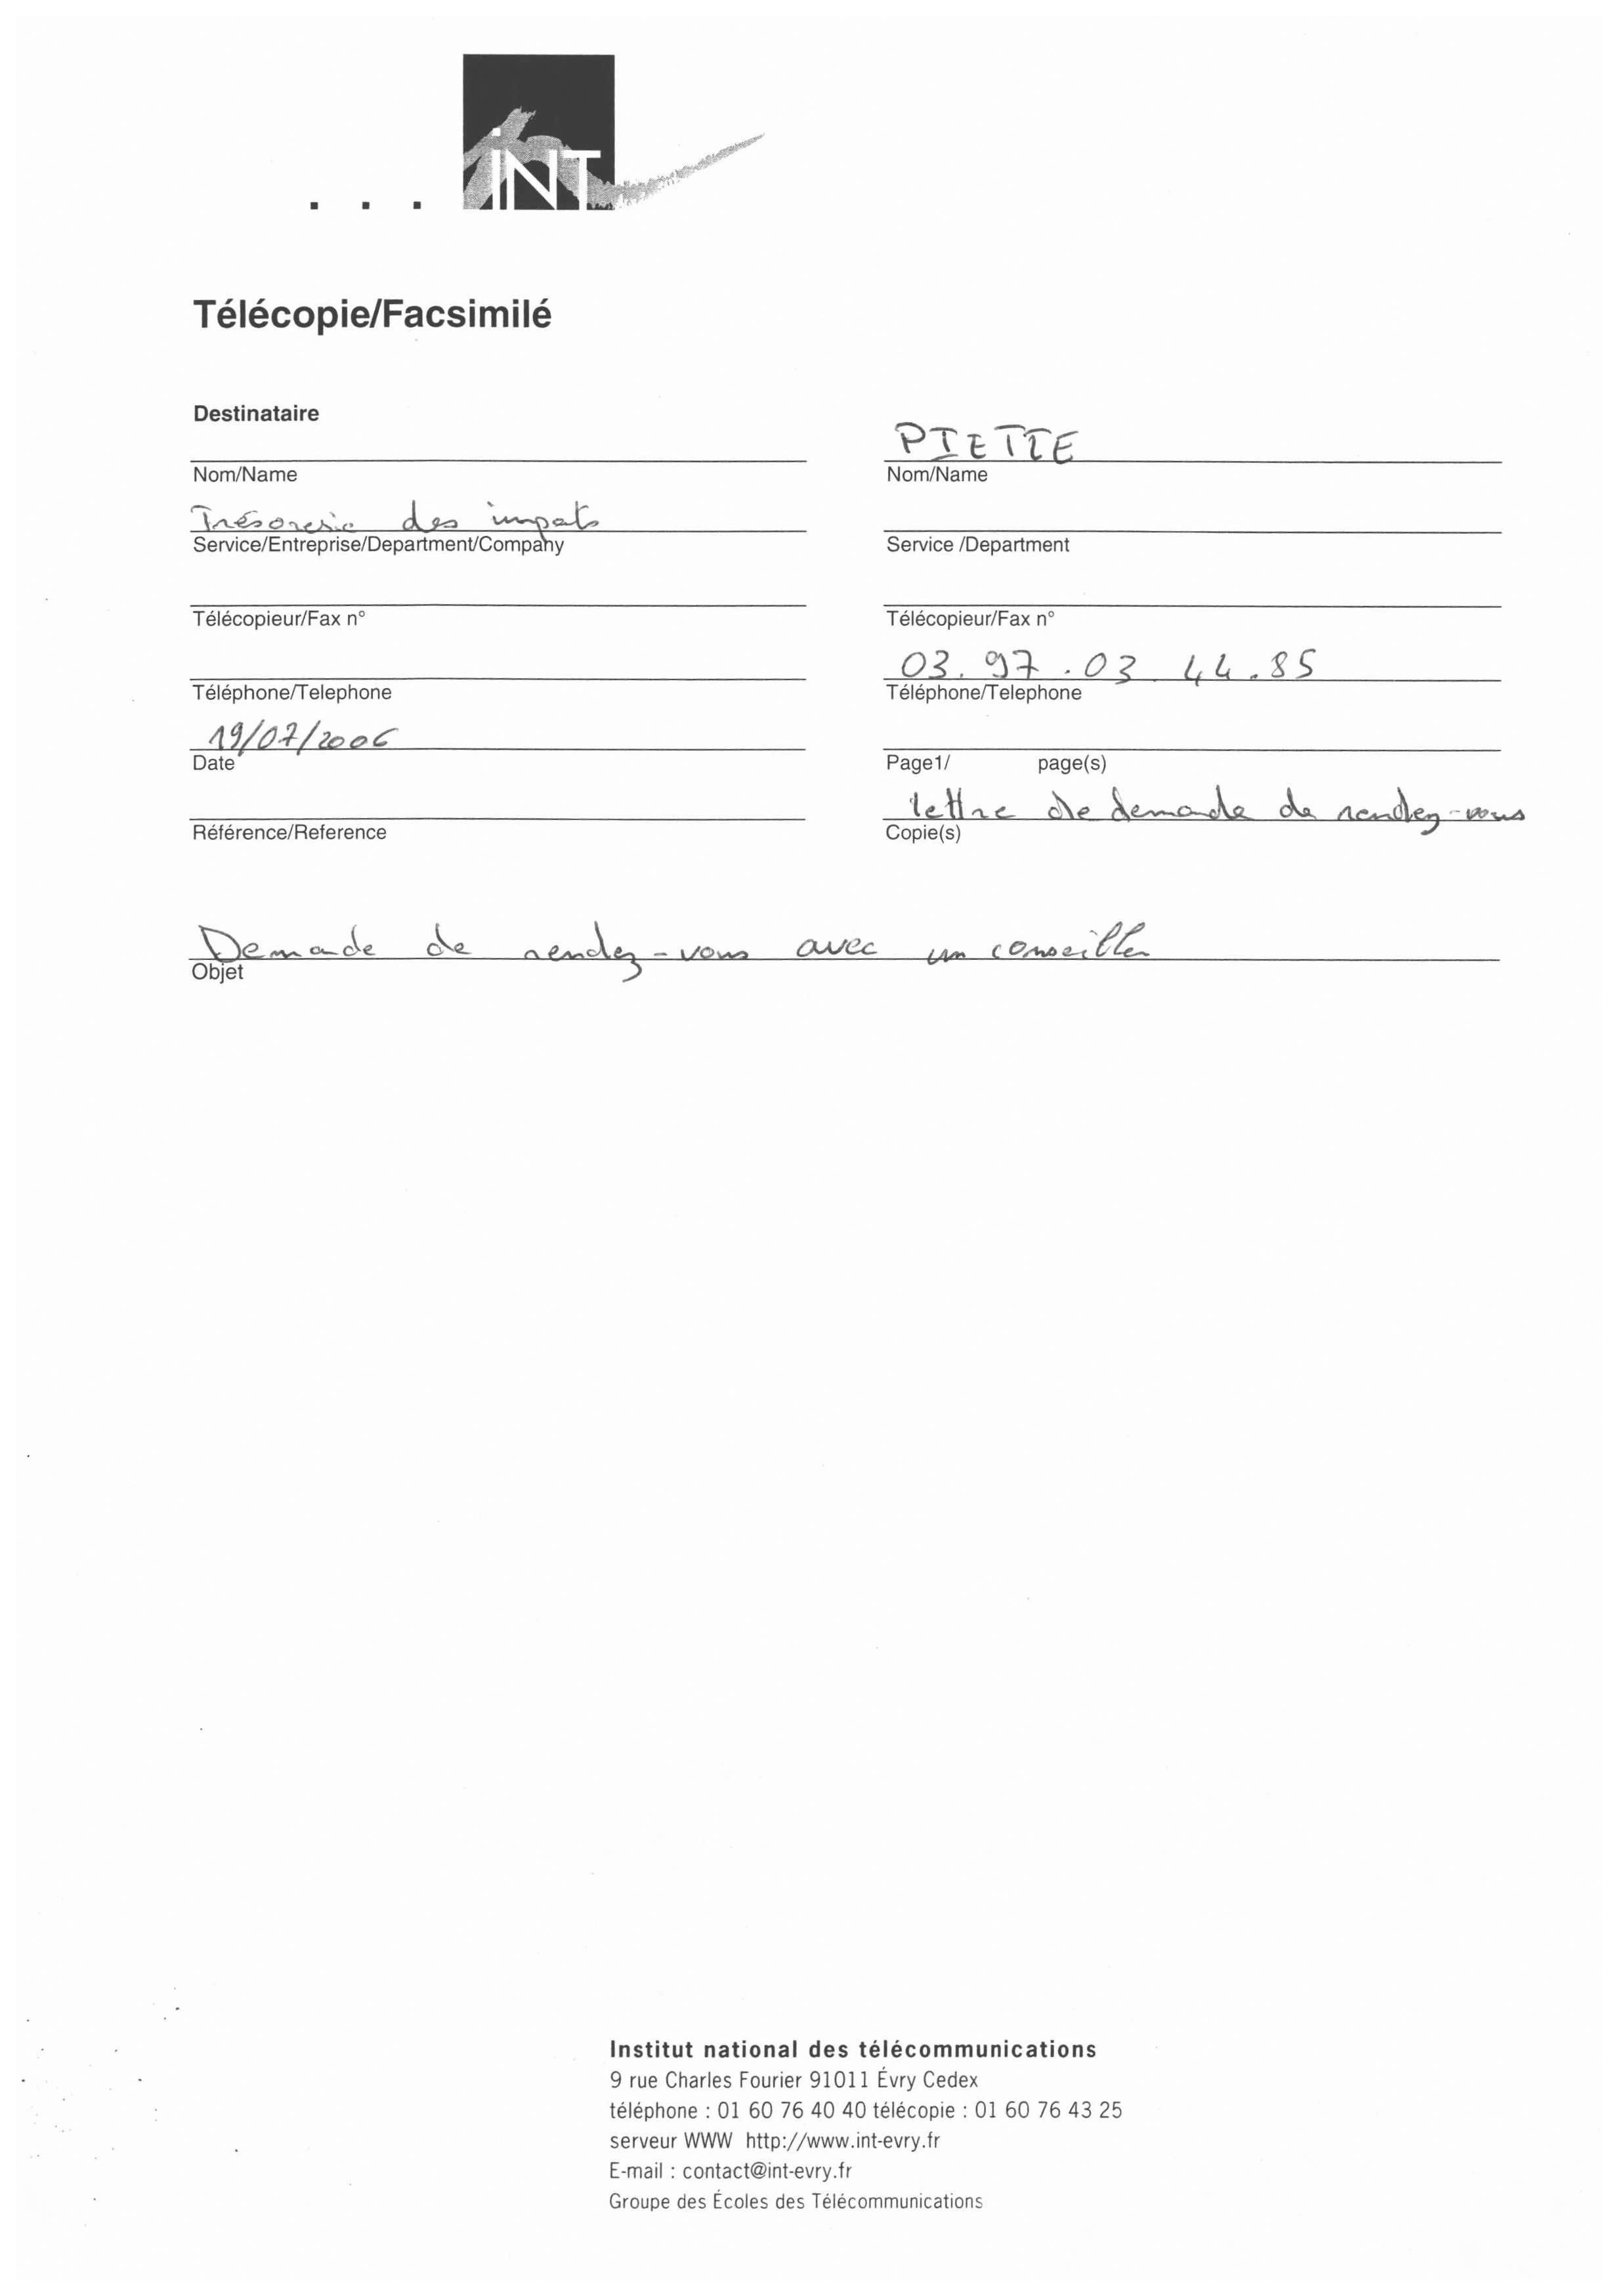 ... iNT
Télécopie/Facsimilé
Destinataire
PIETTE
Nom/Name
Nom/Name
Trésorerie des impots
Service/Entreprise/Department/Company
Service /Department
Télécopieur/Fax n°
Télécopieur/Fax n°
03.97.03 44.85
Téléphone/Telephone
Téléphone/Telephone
19/07/2006
Date
Page1/ page(s)
lettre de demande de rendez-vous
Référence/Reference
Copie(s)
Demande de rendez-vous avec un conseiller
Objet
Institut national des télécommunications
9 rue Charles Fourier 91011 Évry Cedex
téléphone : 01 60 76 40 40 télécopie : 01 60 76 43 25
serveur WWW http://www.int-evry.fr
E-mail : contact@int-evry.fr
Groupe des Écoles des Télécommunications